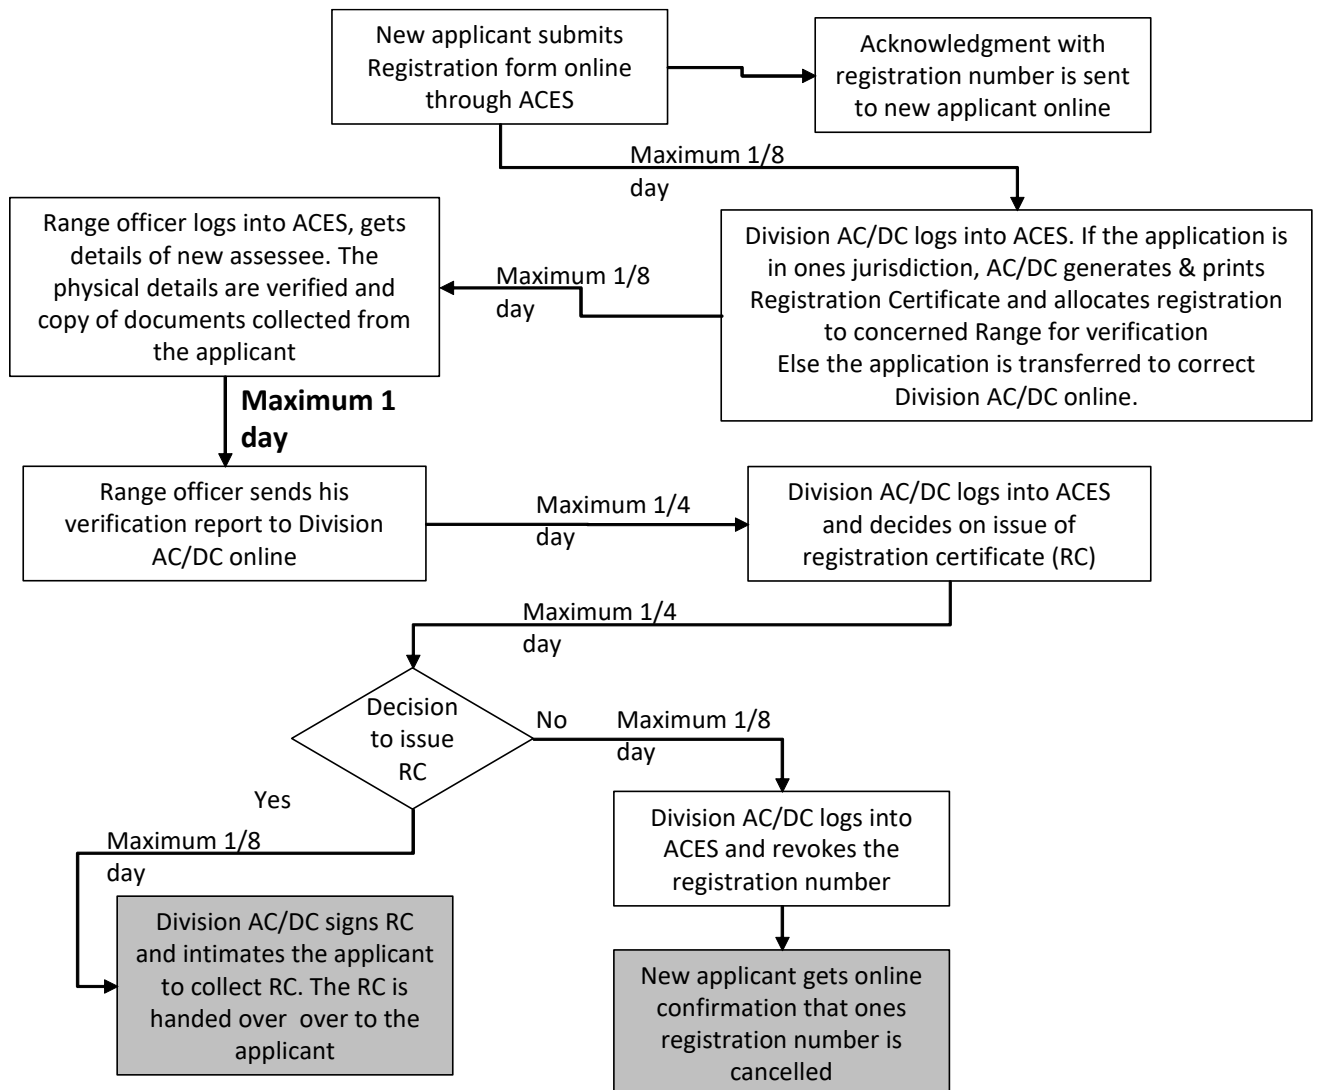 New applicant submits
Registration form online
through ACES
Acknowledgment with
registration number is sent
to new applicant online
Maximum 1/8
day
Division AC/DC logs into ACES. If the application is
in ones jurisdiction, AC/DC generates & prints
Registration Certificate and allocates registration
to concerned Range for verification
Else the application is transferred to correct
Division AC/DC online.
Maximum 1/8
day
Range officer logs into ACES, gets
details of new assessee. The
physical details are verified and
copy of documents collected from
the applicant
Maximum 1
day
Range officer sends his
verification report to Division
AC/DC online
Maximum 1/4
day
Division AC/DC logs into ACES
and decides on issue of
registration certificate (RC)
Maximum 1/4
day
Decision
to issue
RC
No
Maximum 1/8
day
Division AC/DC logs into
ACES and revokes the
registration number
New applicant gets online
confirmation that ones
registration number is
cancelled
Yes
Maximum 1/8
day
Division AC/DC signs RC
and intimates the applicant
to collect RC. The RC is
handed over  over to the
applicant